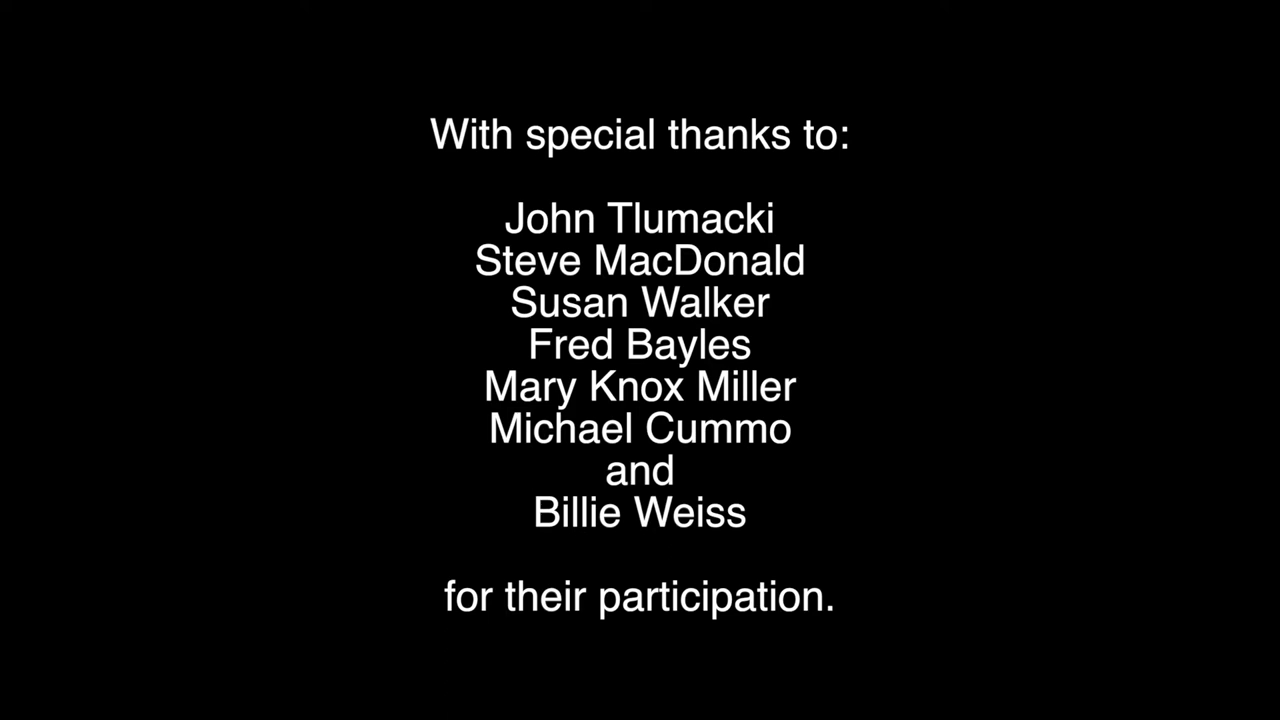 With special thanks to:
John Tlumacki
Steve MacDonald
Susan Walker
Fred Bayles
Mary Knox Miller
Michael Cummo
and
Billie Weiss
for their participation.